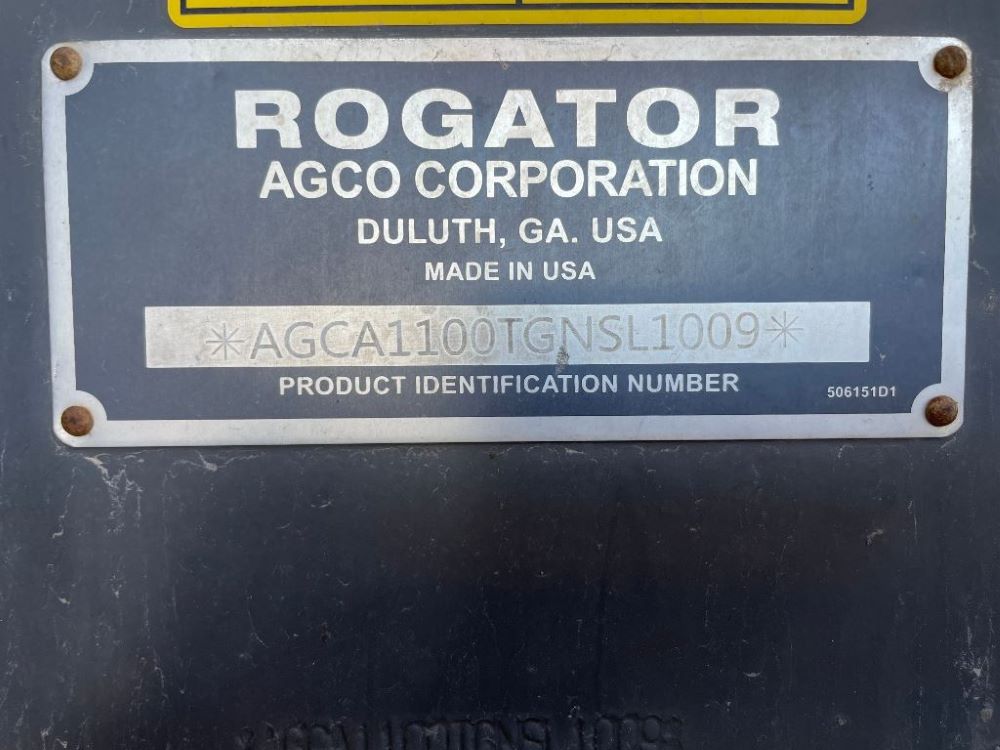 ROGATOR
AGCO CORPORATION
DULUTH, GA. USA
MADE IN USA
*AGCA1100TGNSL1009*
PRODUCT IDENTIFICATION NUMBER
506151D1